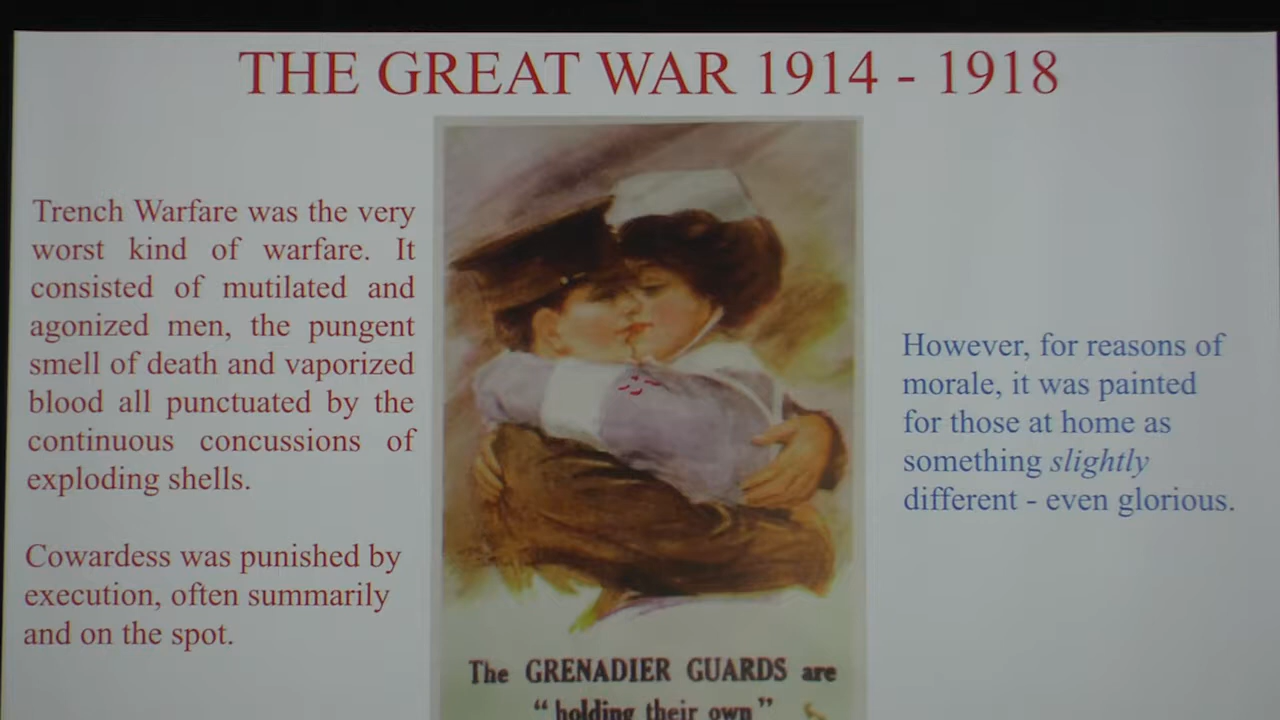 THE GREAT WAR 1914 - 1918
Trench Warfare was the very
worst kind of warfare. It
consisted of mutilated and
agonized men, the pungent
smell of death and vaporized
blood all punctuated by the
continuous concussions of
exploding shells.
Cowardess was punished by
execution, often summarily
and on the spot.
The GRENADIER GUARDS are
“holding their own”
However, for reasons of
morale, it was painted
for those at home as
something slightly
different - even glorious.